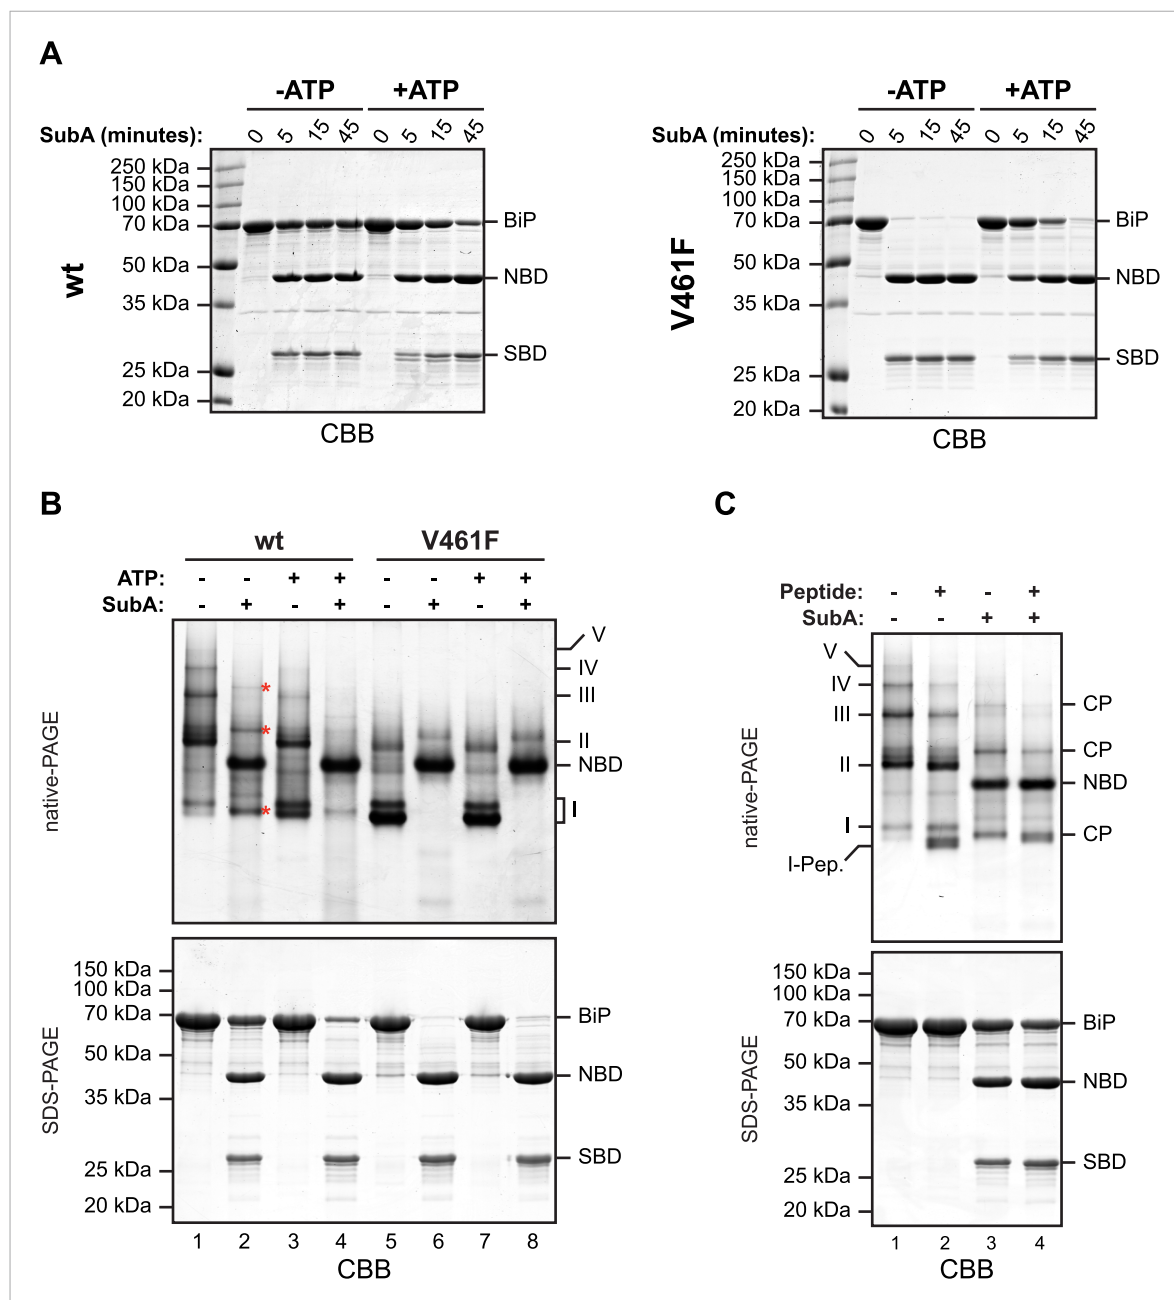 A
-ATP +ATP
SubA (minutes): 0 5 15 45 0 5 15 45
250 kDa
150 kDa
100 kDa
70 kDa
50 kDa
35 kDa
25 kDa
20 kDa
wt
BiP
NBD
SBD
CBB
-ATP +ATP
SubA (minutes): 0 5 15 45 0 5 15 45
250 kDa
150 kDa
100 kDa
70 kDa
50 kDa
35 kDa
25 kDa
20 kDa
V461F
BiP
NBD
SBD
CBB
B
wt V461F
ATP: - - + + - - + +
SubA: - + - + - + - +
native-PAGE
*
*
*
V
IV
III
II
NBD
I
SDS-PAGE
150 kDa
100 kDa
70 kDa
50 kDa
35 kDa
25 kDa
20 kDa
BiP
NBD
SBD
1 2 3 4 5 6 7 8
CBB
C
Peptide: - + - +
SubA: - - + +
native-PAGE
V
IV
III
II
I
I-Pep.
CP
CP
NBD
CP
SDS-PAGE
150 kDa
100 kDa
70 kDa
50 kDa
35 kDa
25 kDa
20 kDa
BiP
NBD
SBD
1 2 3 4
CBB